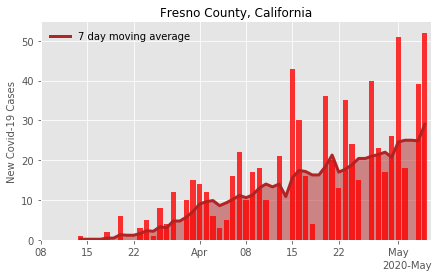 Fresno County, California
7 day moving average
New Covid-19 Cases
50
40
30
20
10
0
08 15 22 Apr 08 15 22 May
2020-May